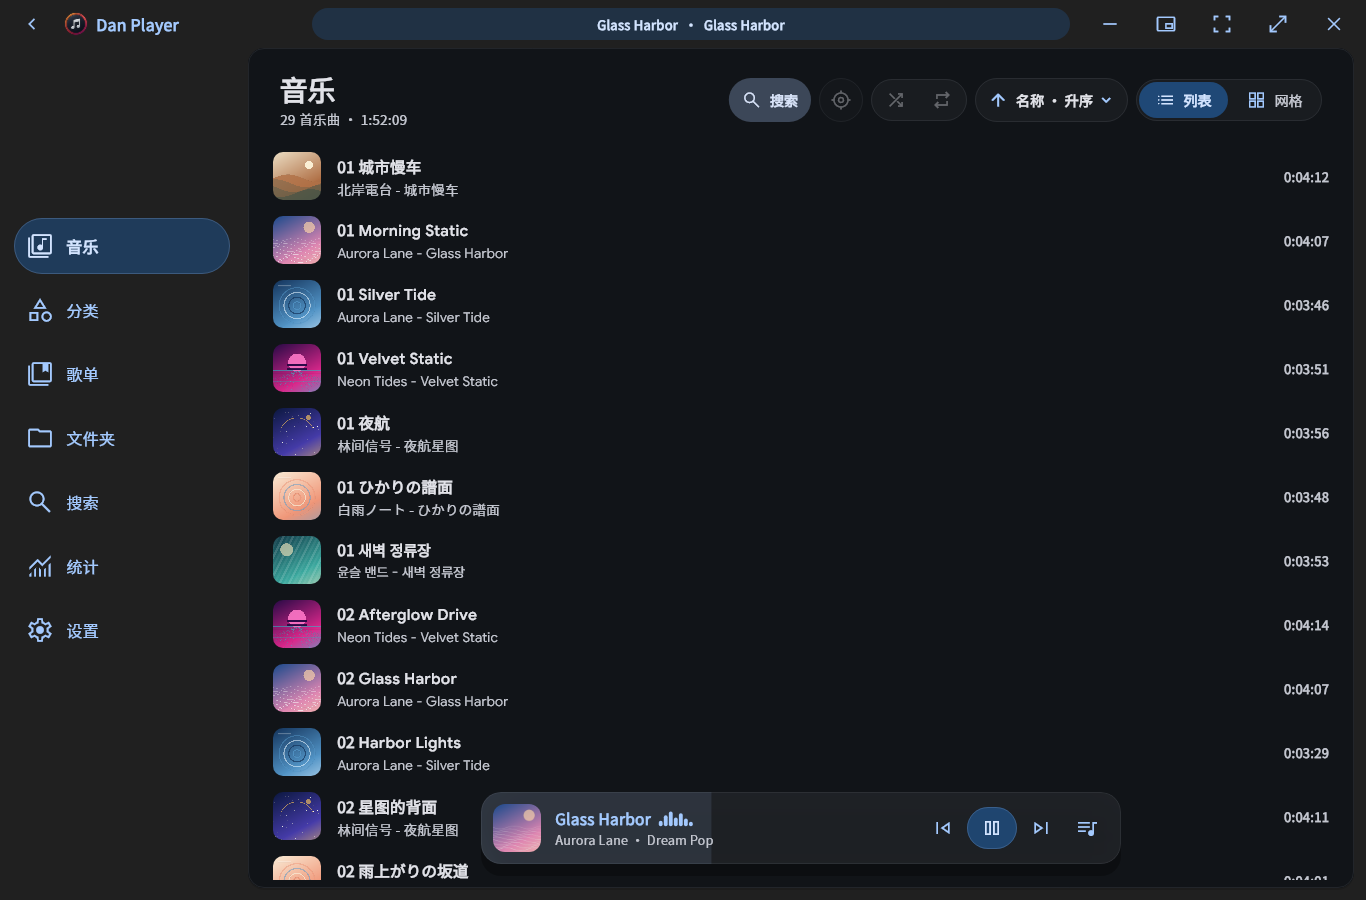 Dan Player
Glass Harbor • Glass Harbor
音乐
29 首乐曲 • 1:52:09
搜索
名称 • 升序
列表
网格
音乐
分类
歌单
文件夹
搜索
统计
设置
01 城市慢车
北岸電台 - 城市慢车
0:04:12
01 Morning Static
Aurora Lane - Glass Harbor
0:04:07
01 Silver Tide
Aurora Lane - Silver Tide
0:03:46
01 Velvet Static
Neon Tides - Velvet Static
0:03:51
01 夜航
林间信号 - 夜航星图
0:03:56
01 ひかりの譜面
白雨ノート - ひかりの譜面
0:03:48
01 새벽 정류장
윤슬 밴드 - 새벽 정류장
0:03:53
02 Afterglow Drive
Neon Tides - Velvet Static
0:04:14
02 Glass Harbor
Aurora Lane - Glass Harbor
0:04:07
02 Harbor Lights
Aurora Lane - Silver Tide
0:03:29
02 星图的背面
林间信号 - 夜航星图
0:04:11
02 雨上がりの坂道
Glass Harbor
Aurora Lane • Dream Pop